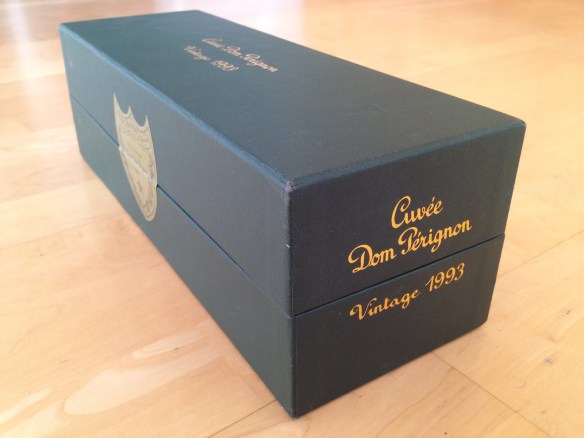 Cuvée Dom Pérignon
Vintage 1993
Cuvée
Dom Pérignon
Vintage 1993